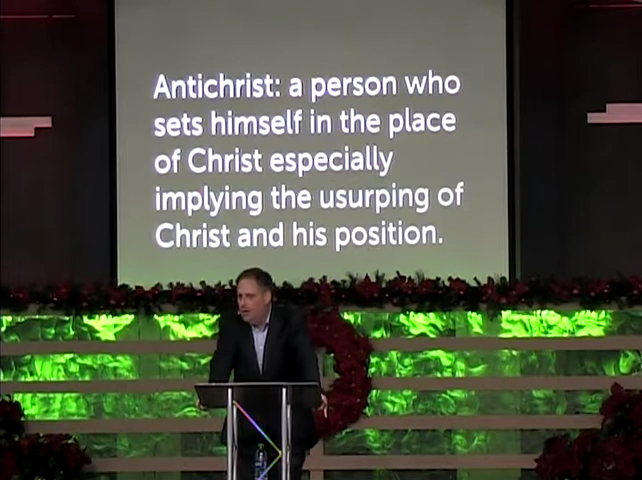 Antichrist: a person who
sets himself in the place
of Christ especially
implying the usurping of
Christ and his position.